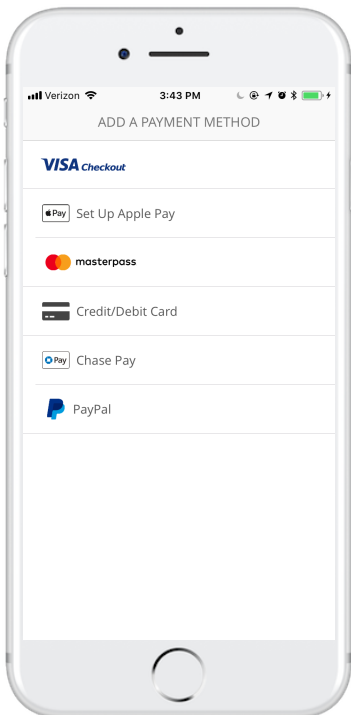 Verizon 3:43 PM
ADD A PAYMENT METHOD
VISA Checkout
Pay Set Up Apple Pay
masterpass
Credit/Debit Card
Pay Chase Pay
PayPal